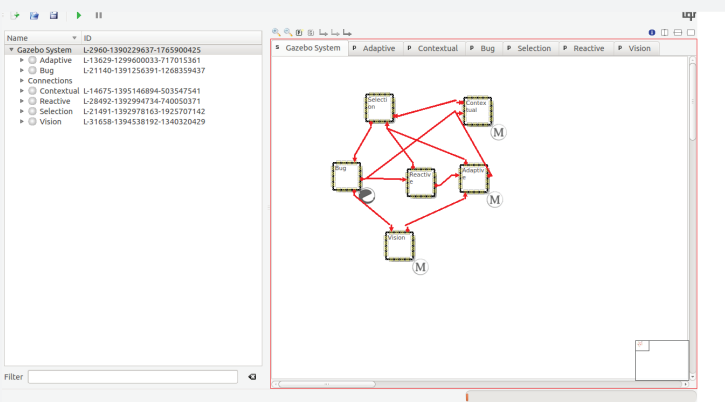 Name ID
Gazebo System L-2960-1390229637-1765900425
Adaptive L-13629-1299600033-717015361
Bug L-21140-1391256391-1268359437
Connections
Contextual L-14675-1395146894-503547541
Reactive L-28492-1392994734-740050371
Selection L-21491-1392978163-1925707142
Vision L-31658-1394538192-1340320429
Filter
S Gazebo System P Adaptive P Contextual P Bug P Selection P Reactive P Vision
Selecti
on
Contex
tual
M
Bug
Reactiv
e
Adaptiv
e
M
Vision
M